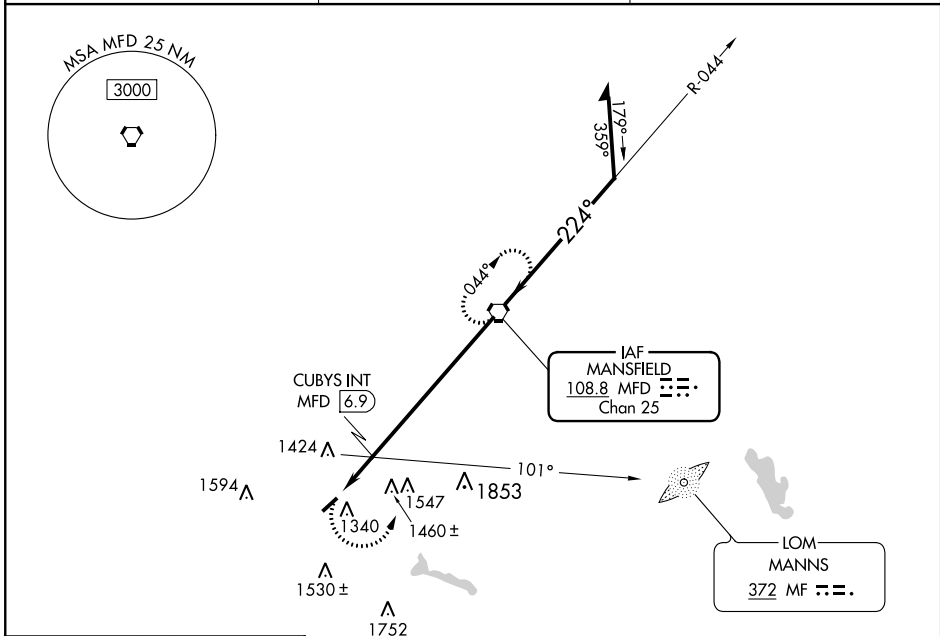 MSA MFD 25 NM
3000
R-044
179°
359°
224°
044°
IAF
MANSFIELD
108.8 MFD
Chan 25
CUBYS INT
MFD 6.9
1424
101°
1594
1853
1547
1340
1460 ±
LOM
MANNS
372 MF
1530 ±
1752